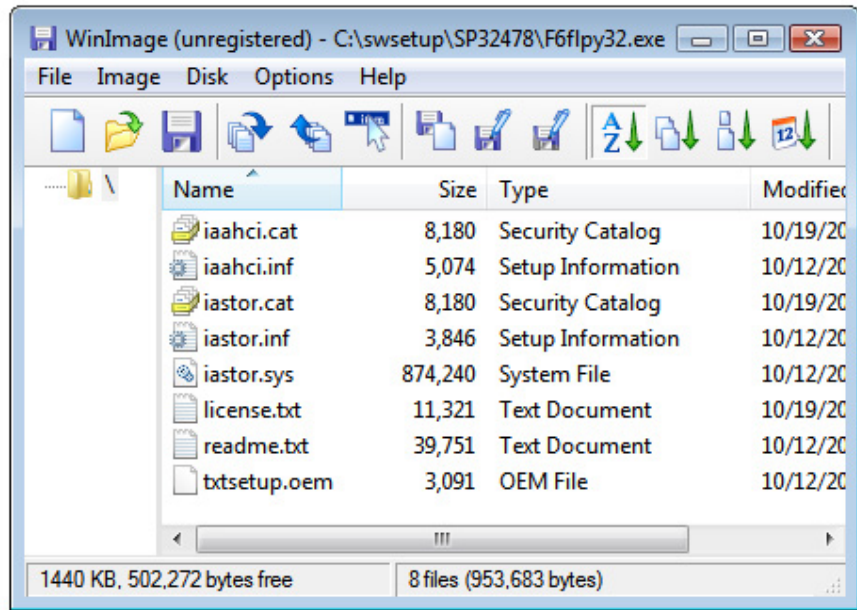 WinImage (unregistered) - C:\swsetup\SP32478\F6flpy32.exe
File Image Disk Options Help
A
Z
12
\
Name Size Type Modified
iaahci.cat 8,180 Security Catalog 10/19/20
iaahci.inf 5,074 Setup Information 10/12/20
iastor.cat 8,180 Security Catalog 10/19/20
iastor.inf 3,846 Setup Information 10/12/20
iastor.sys 874,240 System File 10/12/20
license.txt 11,321 Text Document 10/19/20
readme.txt 39,751 Text Document 10/12/20
txtsetup.oem 3,091 OEM File 10/12/20
1440 KB, 502,272 bytes free 8 files (953,683 bytes)